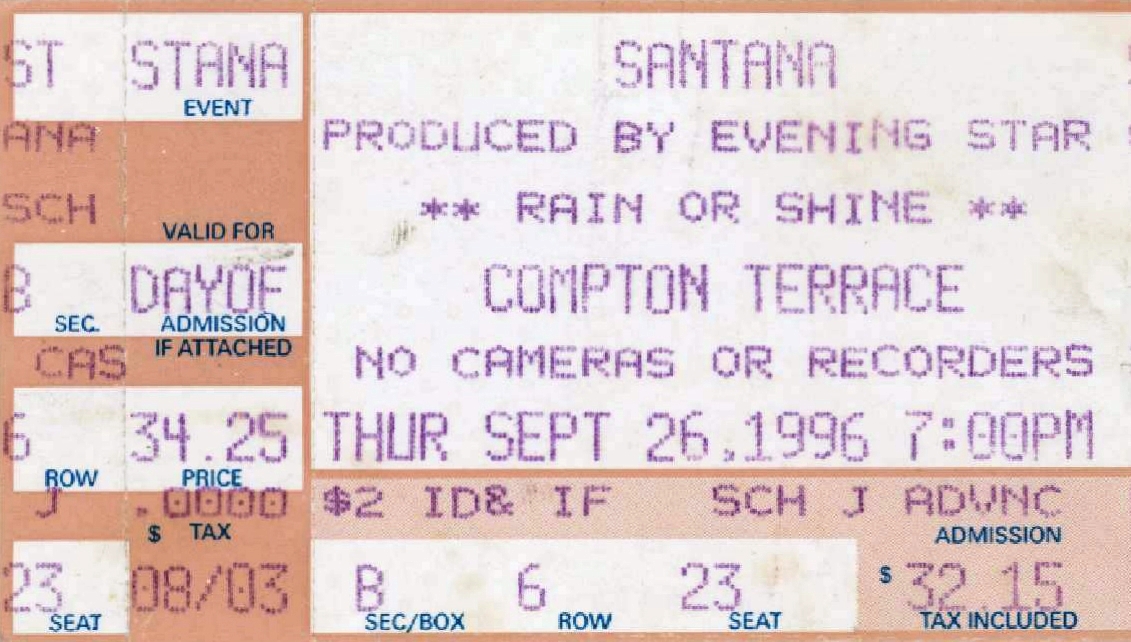 ST STANA
EVENT
ANA
SCH
VALID FOR
B DAYOF
SEC. ADMISSION
IF ATTACHED
CAS
6 34.25
ROW PRICE
J .0000
$ TAX
23 08/03
SEAT
SANTANA
PRODUCED BY EVENING STAR
** RAIN OR SHINE **
COMPTON TERRACE
NO CAMERAS OR RECORDERS
THUR SEPT 26,1996 7:00PM
$2 ID& IF SCH J ADVNC
ADMISSION
B 6 23 $ 32.15
SEC/BOX ROW SEAT TAX INCLUDED